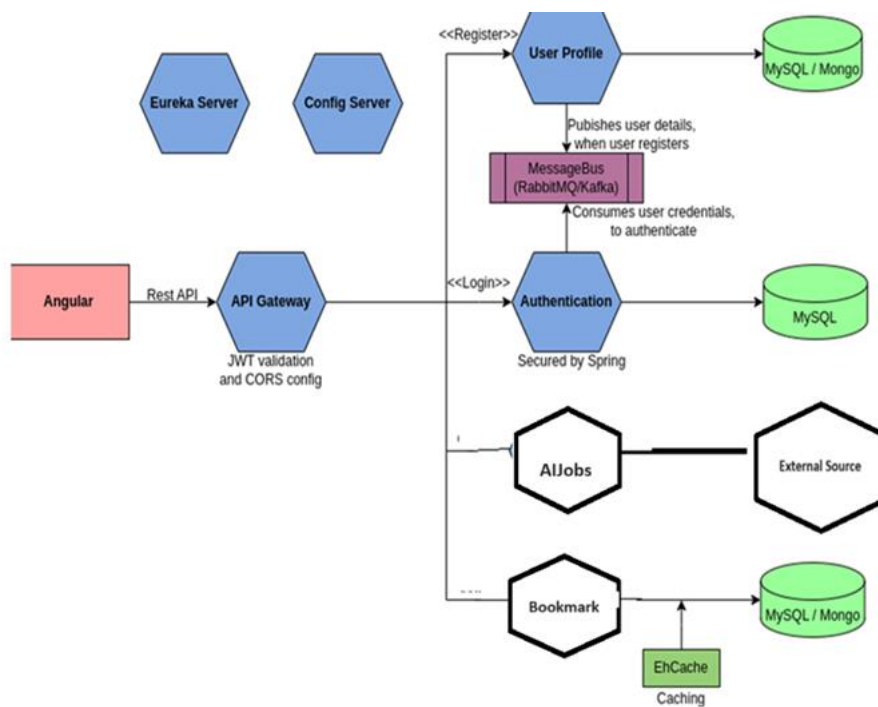 <<Register>>
User Profile
MySQL / Mongo
Eureka Server
Config Server
Pubishes user details,
when user registers
MessageBus
(RabbitMQ/Kafka)
Consumes user credentials,
to authenticate
Angular
Rest API
API Gateway
<<Login>>
Authentication
MySQL
JWT validation
and CORS config
Secured by Spring
AIJobs
External Source
Bookmark
MySQL / Mongo
EhCache
Caching